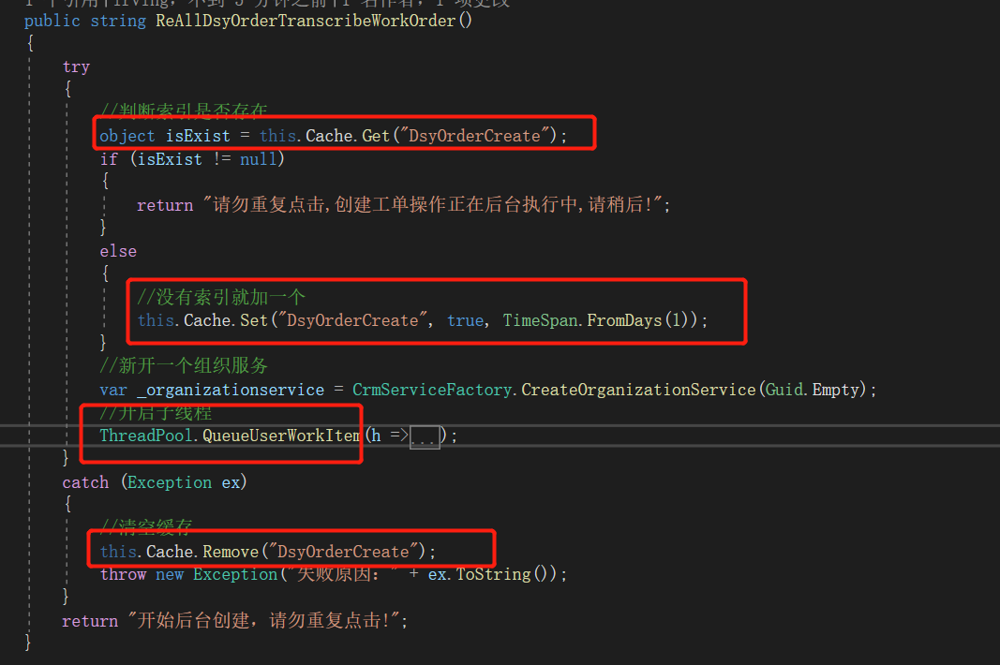 public string ReAllDsyOrderTranscribeWorkOrder()
{
try
{
//判断索引是否存在
object isExist = this.Cache.Get("DsyOrderCreate");
if (isExist != null)
{
return "请勿重复点击,创建工单操作正在后台执行中,请稍后!";
}
else
{
//没有索引就加一个
this.Cache.Set("DsyOrderCreate", true, TimeSpan.FromDays(1));
}
//新开一个组织服务
var _organizationservice = CrmServiceFactory.CreateOrganizationService(Guid.Empty);
//开启子线程
ThreadPool.QueueUserWorkItem(h =>...);
}
catch (Exception ex)
{
//清空缓存
this.Cache.Remove("DsyOrderCreate");
throw new Exception("失败原因：" + ex.ToString());
}
return "开始后台创建，请勿重复点击!";
}